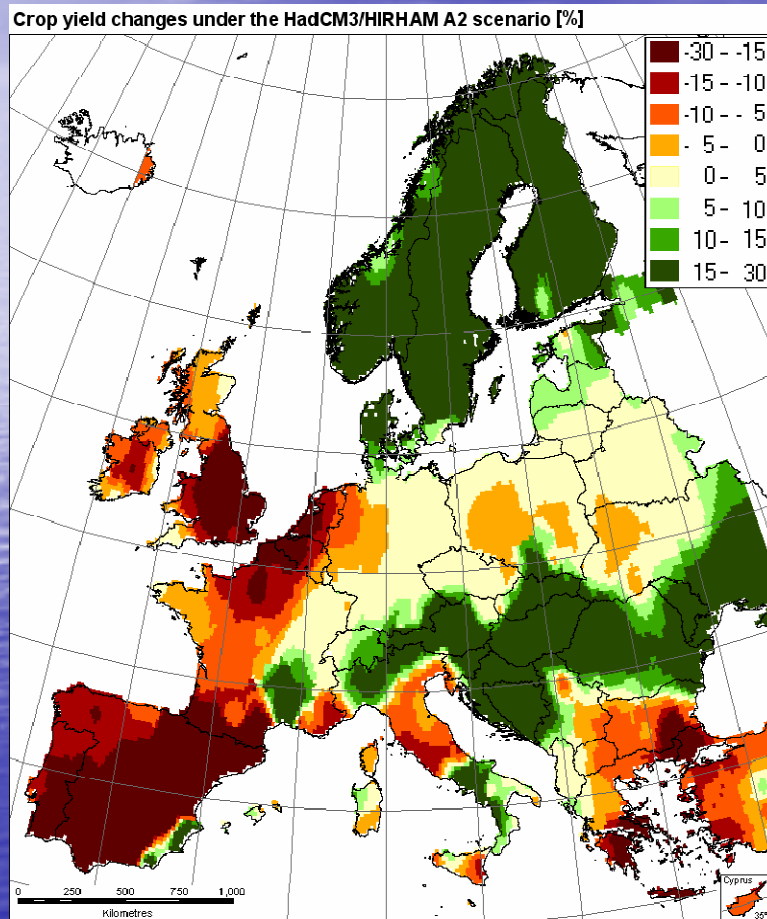 Crop yield changes under the HadCM3/HIRHAM A2 scenario [%]
-30 - -15
-15 - -10
-10 - - 5
- 5 - 0
0 - 5
5 - 10
10 - 15
15 - 30
0 250 500 750 1,000
Kilometres
Cyprus
35